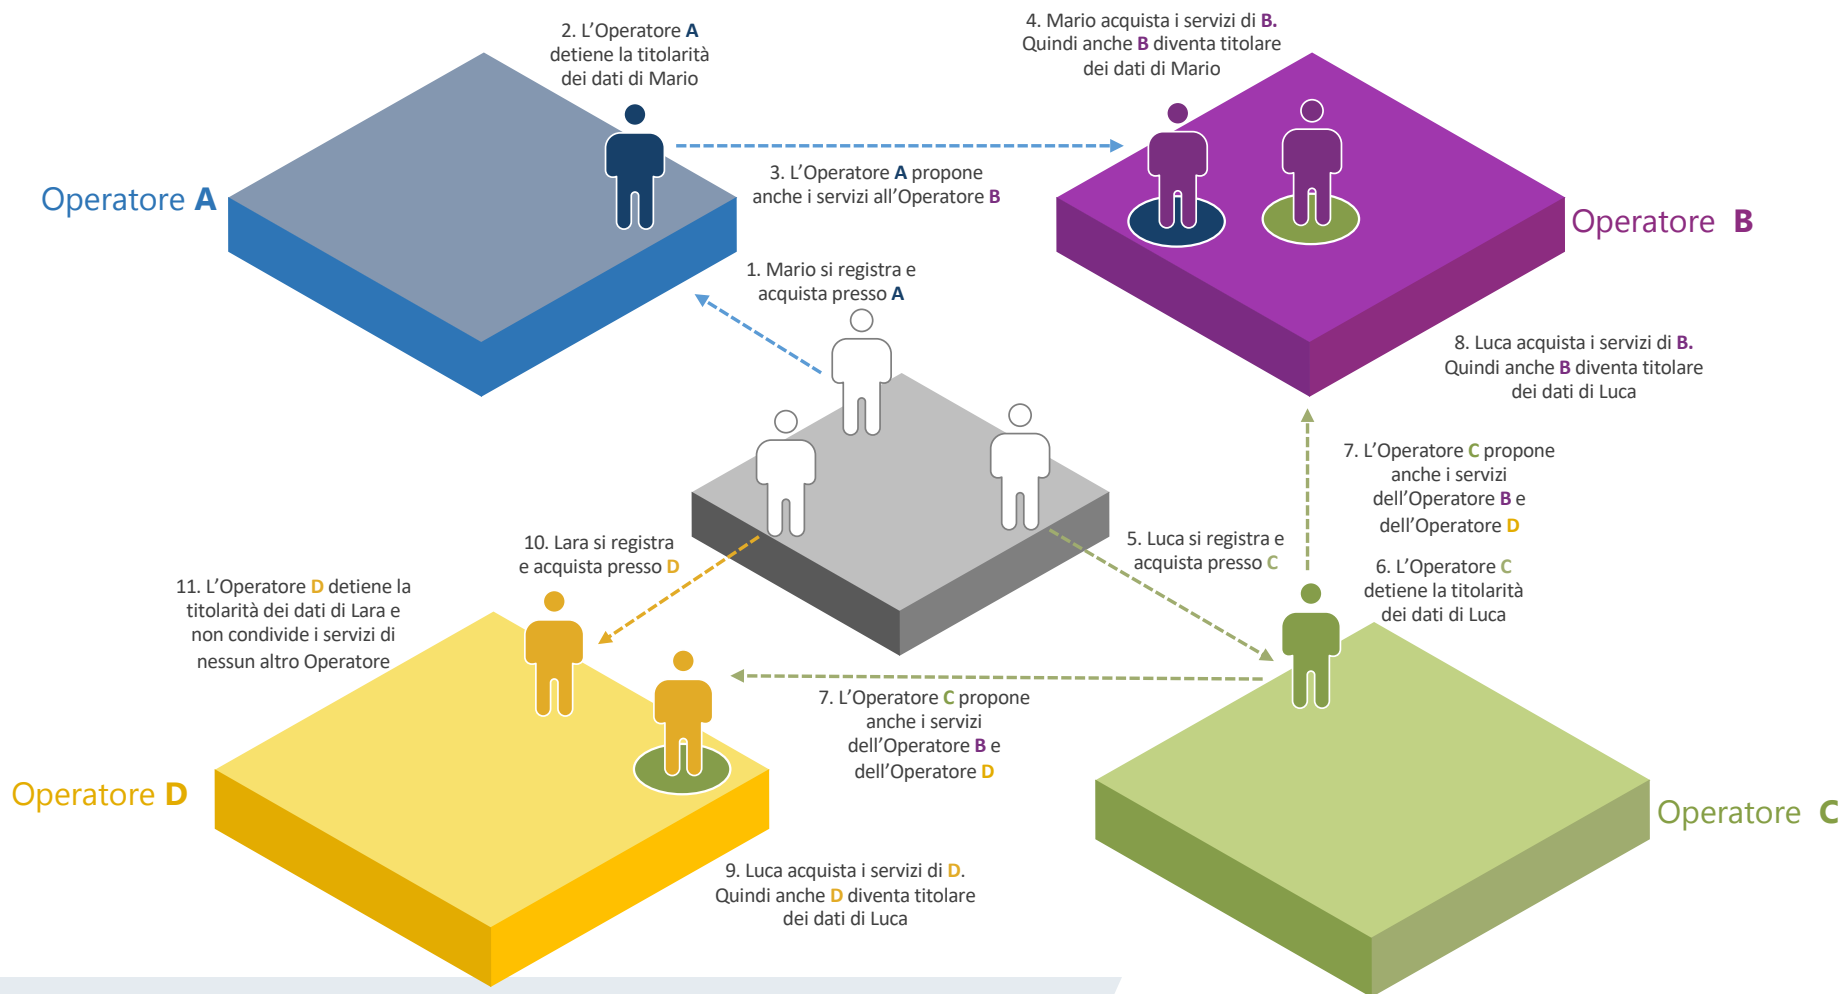 2. L’Operatore A
detiene la titolarità
dei dati di Mario
4. Mario acquista i servizi di B.
Quindi anche B diventa titolare
dei dati di Mario
Operatore A
3. L’Operatore A propone
anche i servizi all’Operatore B
Operatore B
1. Mario si registra e
acquista presso A
8. Luca acquista i servizi di B.
Quindi anche B diventa titolare
dei dati di Luca
7. L’Operatore C propone
anche i servizi
dell’Operatore B e
dell’Operatore D
10. Lara si registra
e acquista presso D
5. Luca si registra e
acquista presso C
6. L’Operatore C
detiene la titolarità
dei dati di Luca
11. L’Operatore D detiene la
titolarità dei dati di Lara e
non condivide i servizi di
nessun altro Operatore
7. L’Operatore C propone
anche i servizi
dell’Operatore B e
dell’Operatore D
Operatore D
Operatore C
9. Luca acquista i servizi di D.
Quindi anche D diventa titolare
dei dati di Luca